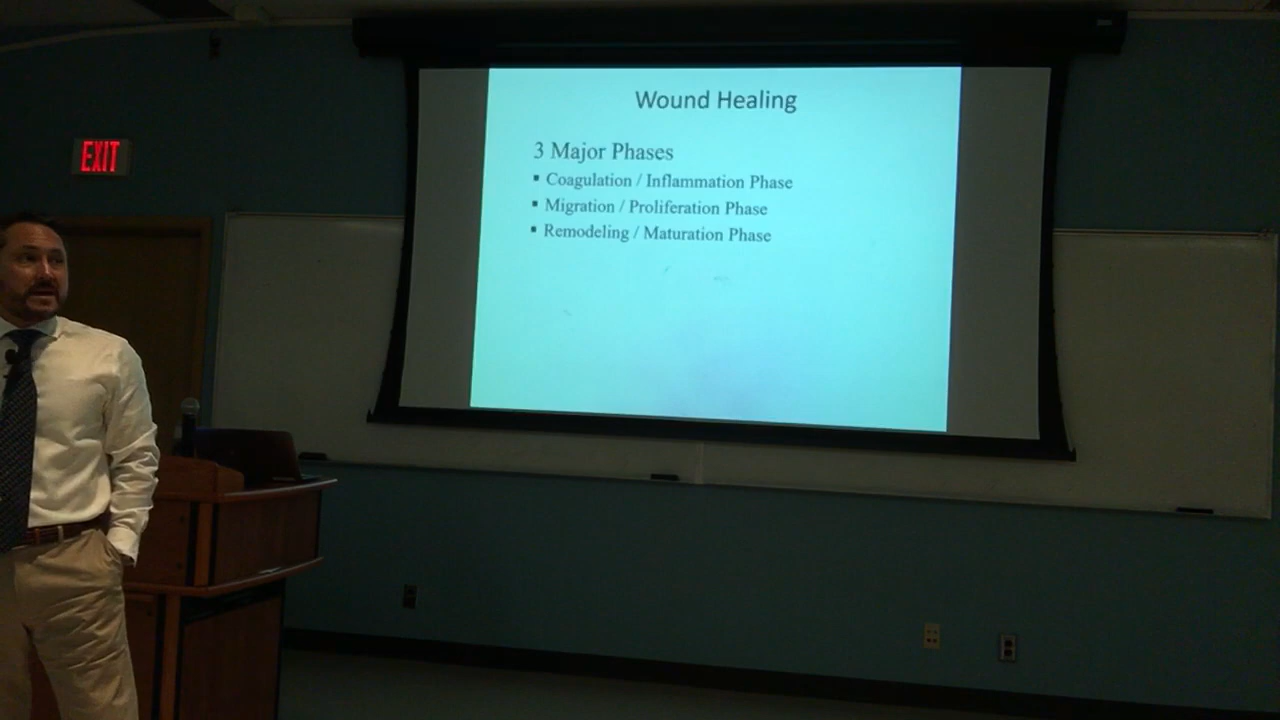 EXIT
Wound Healing
3 Major Phases
▪ Coagulation / Inflammation Phase
▪ Migration / Proliferation Phase
▪ Remodeling / Maturation Phase